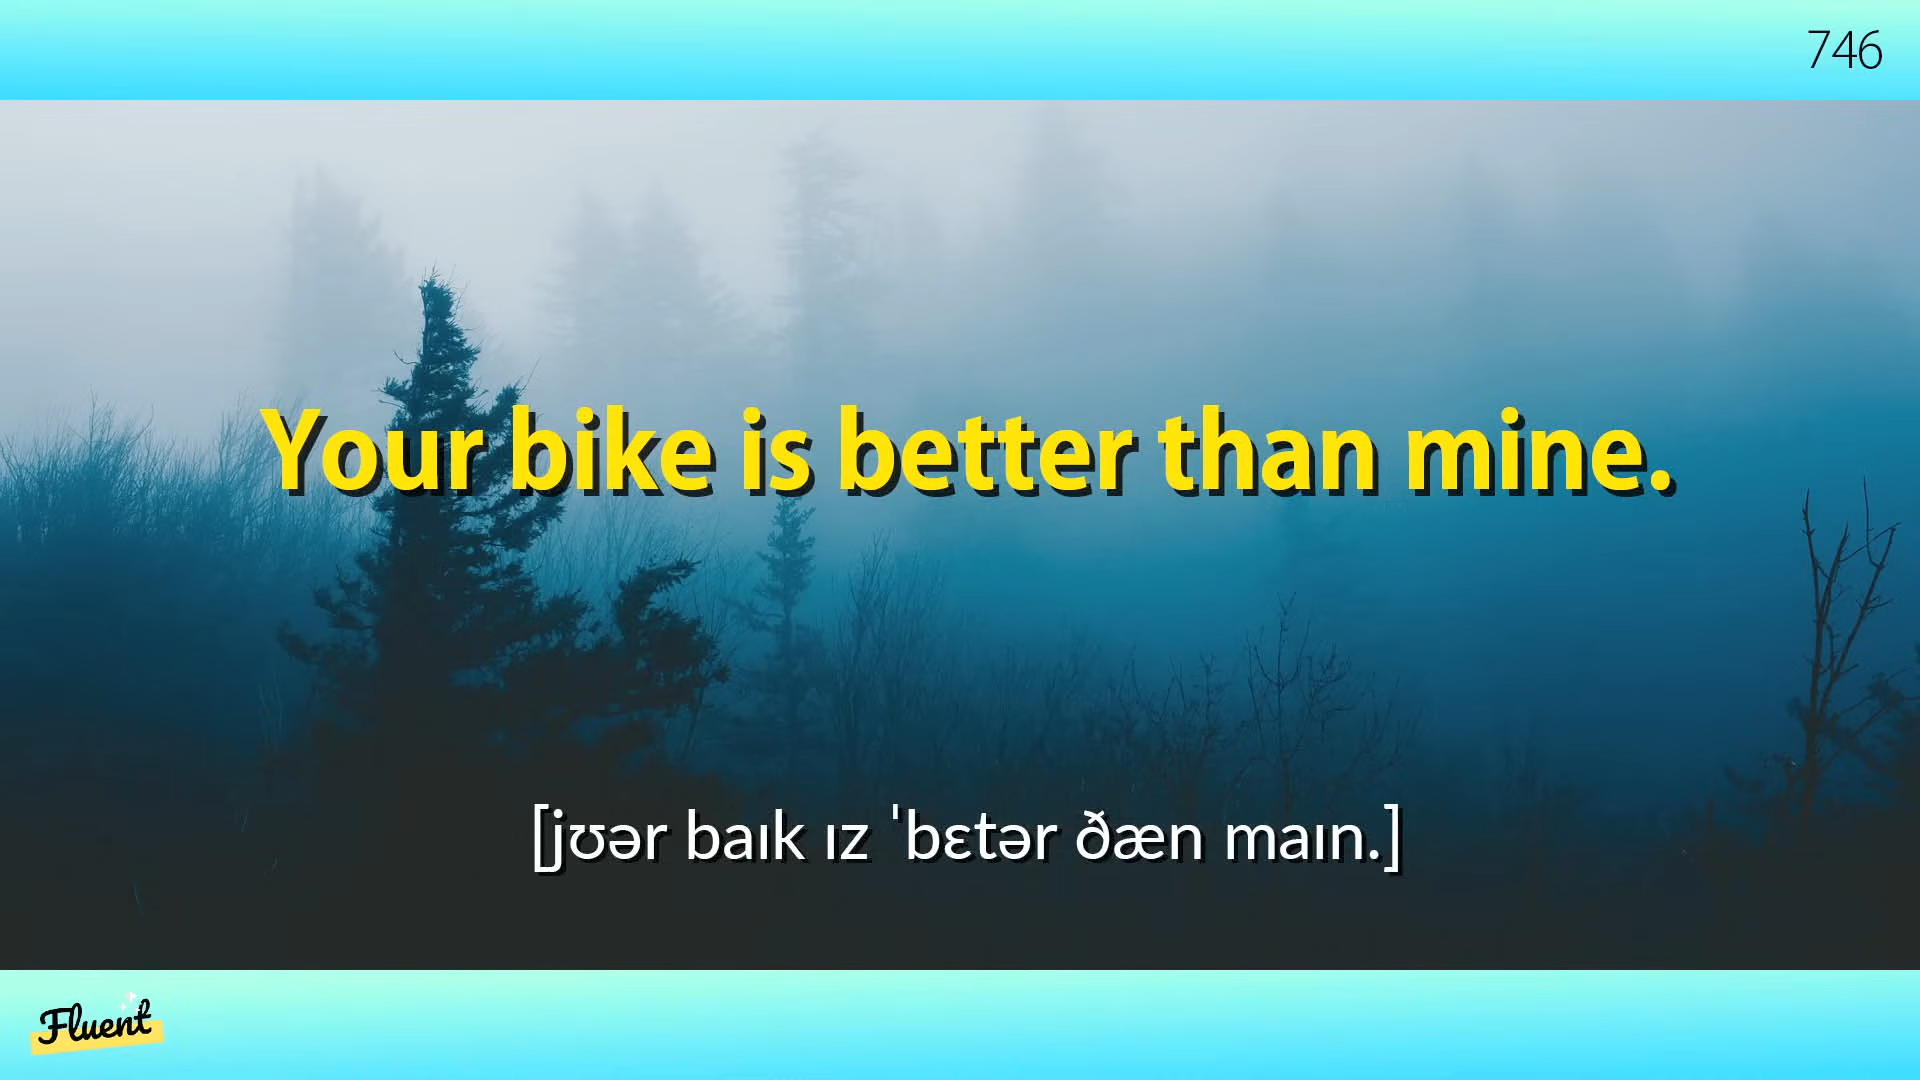 746
Your bike is better than mine.
[jʊər baɪk ɪz ˈbɛtər ðæn maɪn.]
Fluent